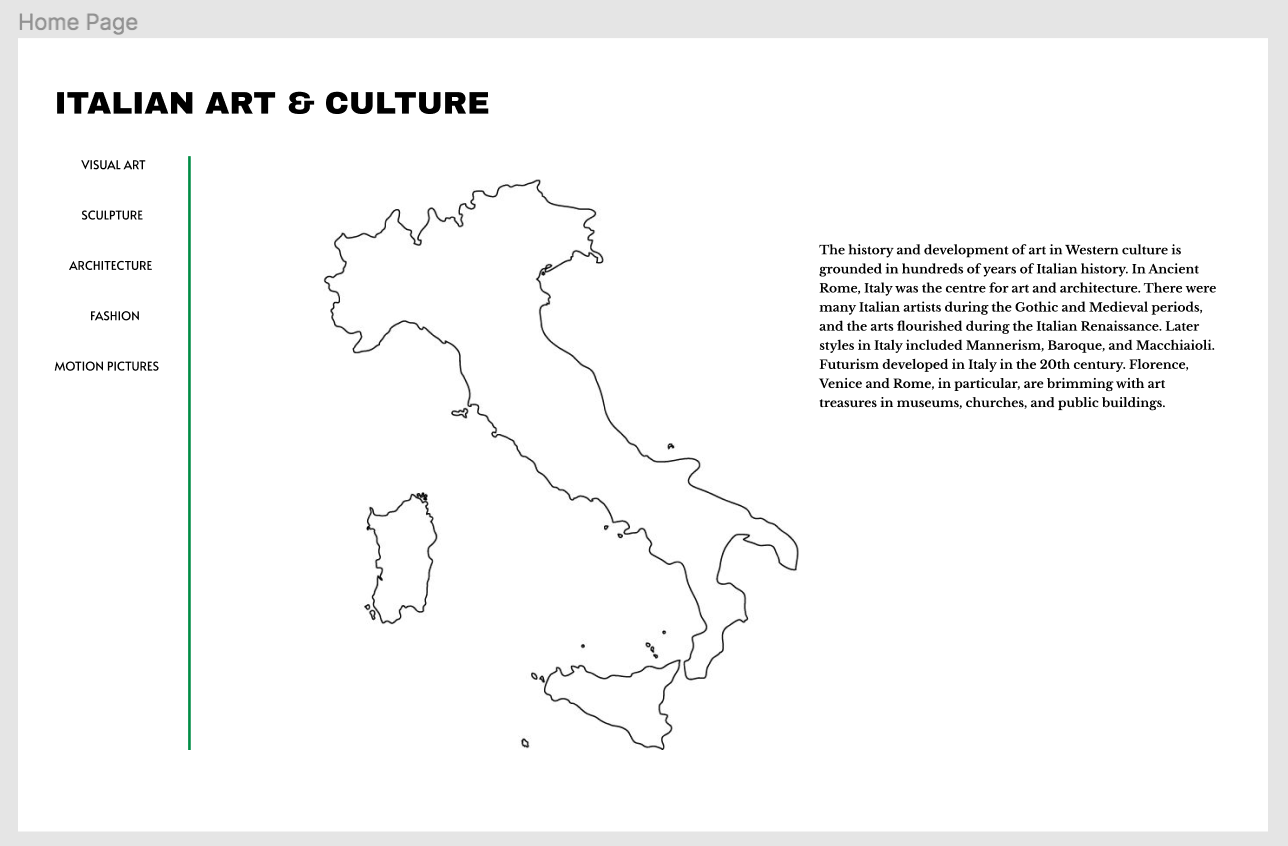 Home Page
ITALIAN ART & CULTURE
VISUAL ART
SCULPTURE
ARCHITECTURE
FASHION
MOTION PICTURES
The history and development of art in Western culture is
grounded in hundreds of years of Italian history. In Ancient
Rome, Italy was the centre for art and architecture. There were
many Italian artists during the Gothic and Medieval periods,
and the arts flourished during the Italian Renaissance. Later
styles in Italy included Mannerism, Baroque, and Macchiaioli.
Futurism developed in Italy in the 20th century. Florence,
Venice and Rome, in particular, are brimming with art
treasures in museums, churches, and public buildings.